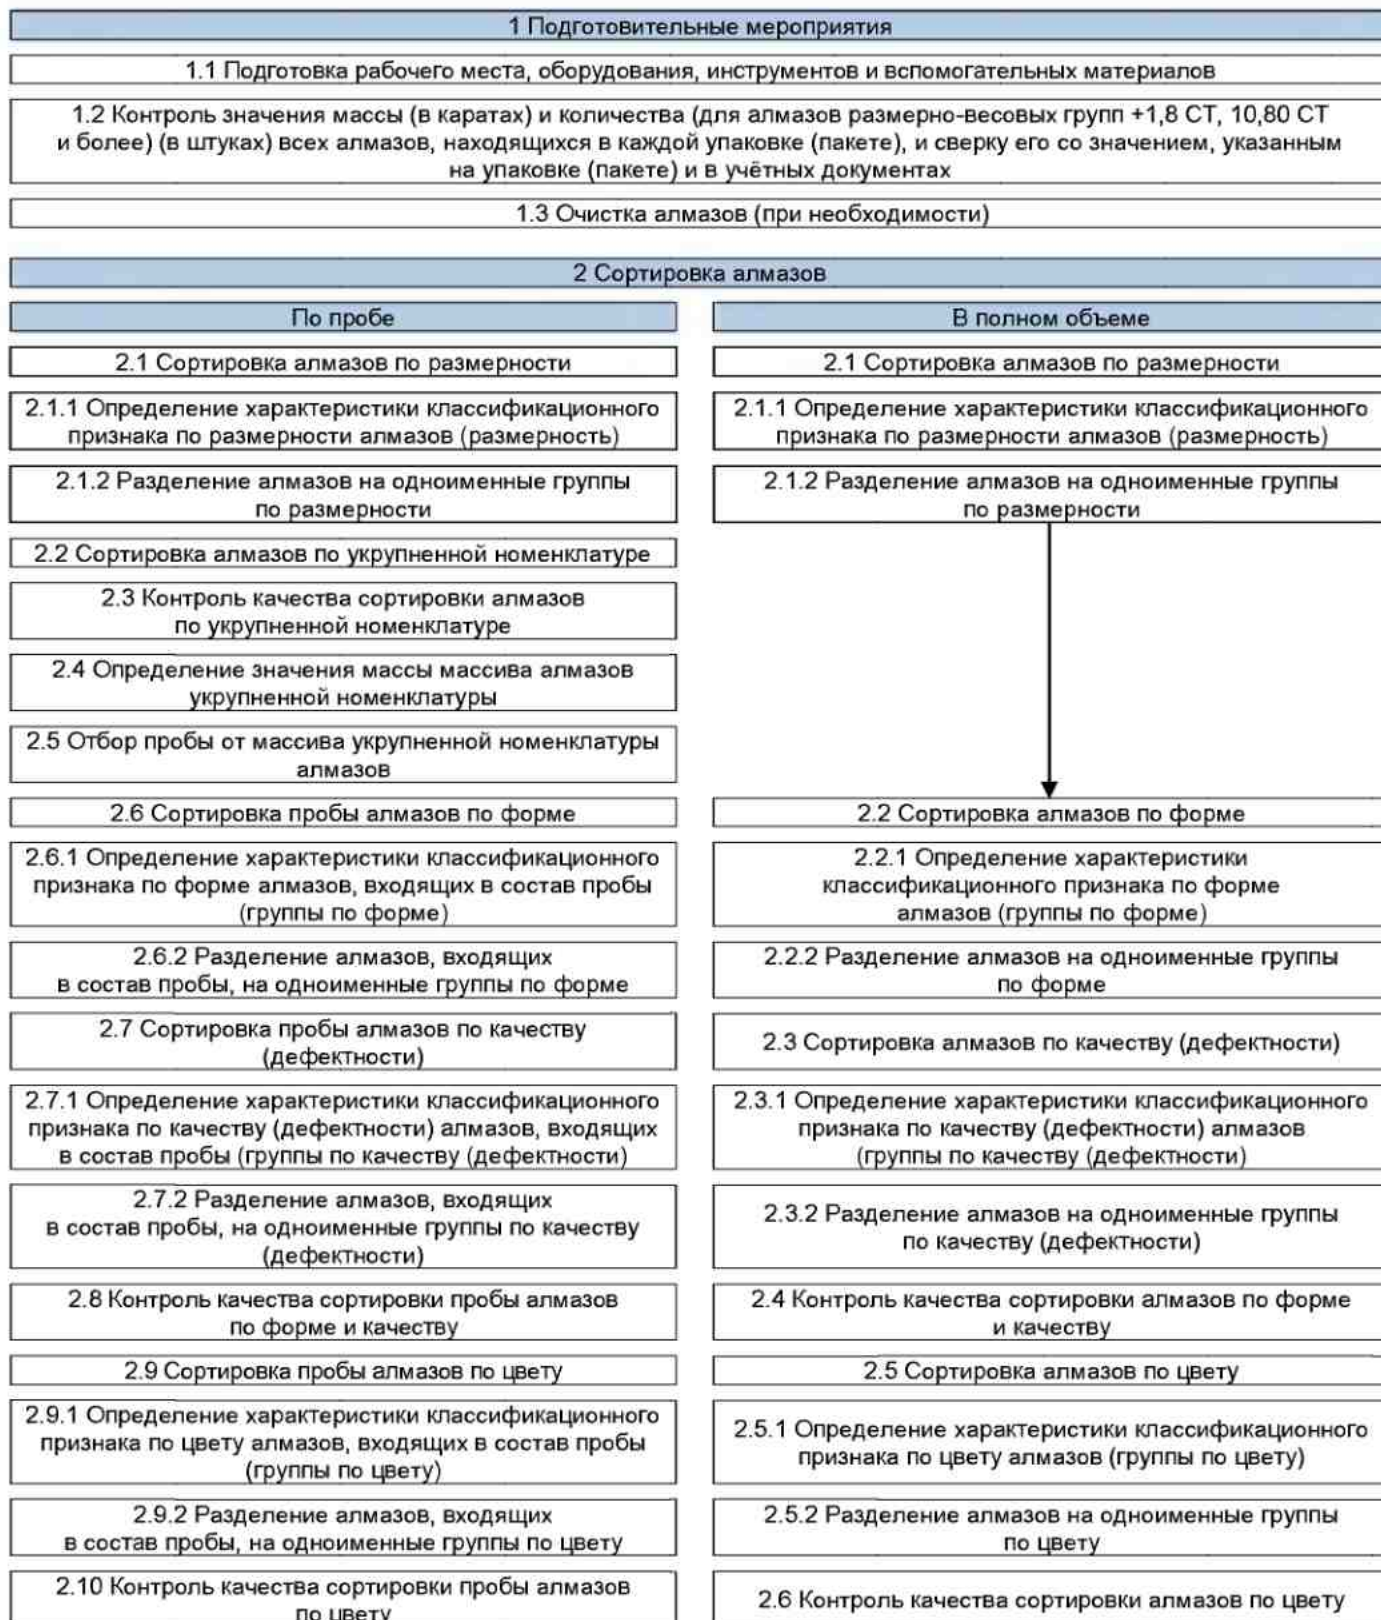 1 Подготовительные мероприятия
1.1 Подготовка рабочего места, оборудования, инструментов и вспомогательных материалов
1.2 Контроль значения массы (в каратах) и количества (для алмазов размерно-весовых групп +1,8 СТ, 10,80 СТ
и более) (в штуках) всех алмазов, находящихся в каждой упаковке (пакете), и сверку его со значением, указанным
на упаковке (пакете) и в учётных документах
1.3 Очистка алмазов (при необходимости)
2 Сортировка алмазов
По пробе
2.1 Сортировка алмазов по размерности
2.1.1 Определение характеристики классификационного
признака по размерности алмазов (размерность)
2.1.2 Разделение алмазов на одноименные группы
по размерности
2.2 Сортировка алмазов по укрупненной номенклатуре
2.3 Контроль качества сортировки алмазов
по укрупненной номенклатуре
2.4 Определение значения массы массива алмазов
укрупненной номенклатуры
2.5 Отбор пробы от массива укрупненной номенклатуры
алмазов
2.6 Сортировка пробы алмазов по форме
2.6.1 Определение характеристики классификационного
признака по форме алмазов, входящих в состав пробы
(группы по форме)
2.6.2 Разделение алмазов, входящих
в состав пробы, на одноименные группы по форме
2.7 Сортировка пробы алмазов по качеству
(дефектности)
2.7.1 Определение характеристики классификационного
признака по качеству (дефектности) алмазов, входящих
в состав пробы (группы по качеству (дефектности)
2.7.2 Разделение алмазов, входящих
в состав пробы, на одноименные группы по качеству
(дефектности)
2.8 Контроль качества сортировки пробы алмазов
по форме и качеству
2.9 Сортировка пробы алмазов по цвету
2.9.1 Определение характеристики классификационного
признака по цвету алмазов, входящих в состав пробы
(группы по цвету)
2.9.2 Разделение алмазов, входящих
в состав пробы, на одноименные группы по цвету
2.10 Контроль качества сортировки пробы алмазов
по цвету
В полном объеме
2.1 Сортировка алмазов по размерности
2.1.1 Определение характеристики классификационного
признака по размерности алмазов (размерность)
2.1.2 Разделение алмазов на одноименные группы
по размерности
2.2 Сортировка алмазов по форме
2.2.1 Определение характеристики
классификационного признака по форме
алмазов (группы по форме)
2.2.2 Разделение алмазов на одноименные группы
по форме
2.3 Сортировка алмазов по качеству (дефектности)
2.3.1 Определение характеристики классификационного
признака по качеству (дефектности) алмазов
(группы по качеству (дефектности)
2.3.2 Разделение алмазов на одноименные группы
по качеству (дефектности)
2.4 Контроль качества сортировки алмазов по форме
и качеству
2.5 Сортировка алмазов по цвету
2.5.1 Определение характеристики классификационного
признака по цвету алмазов (группы по цвету)
2.5.2 Разделение алмазов на одноименные группы
по цвету
2.6 Контроль качества сортировки алмазов по цвету